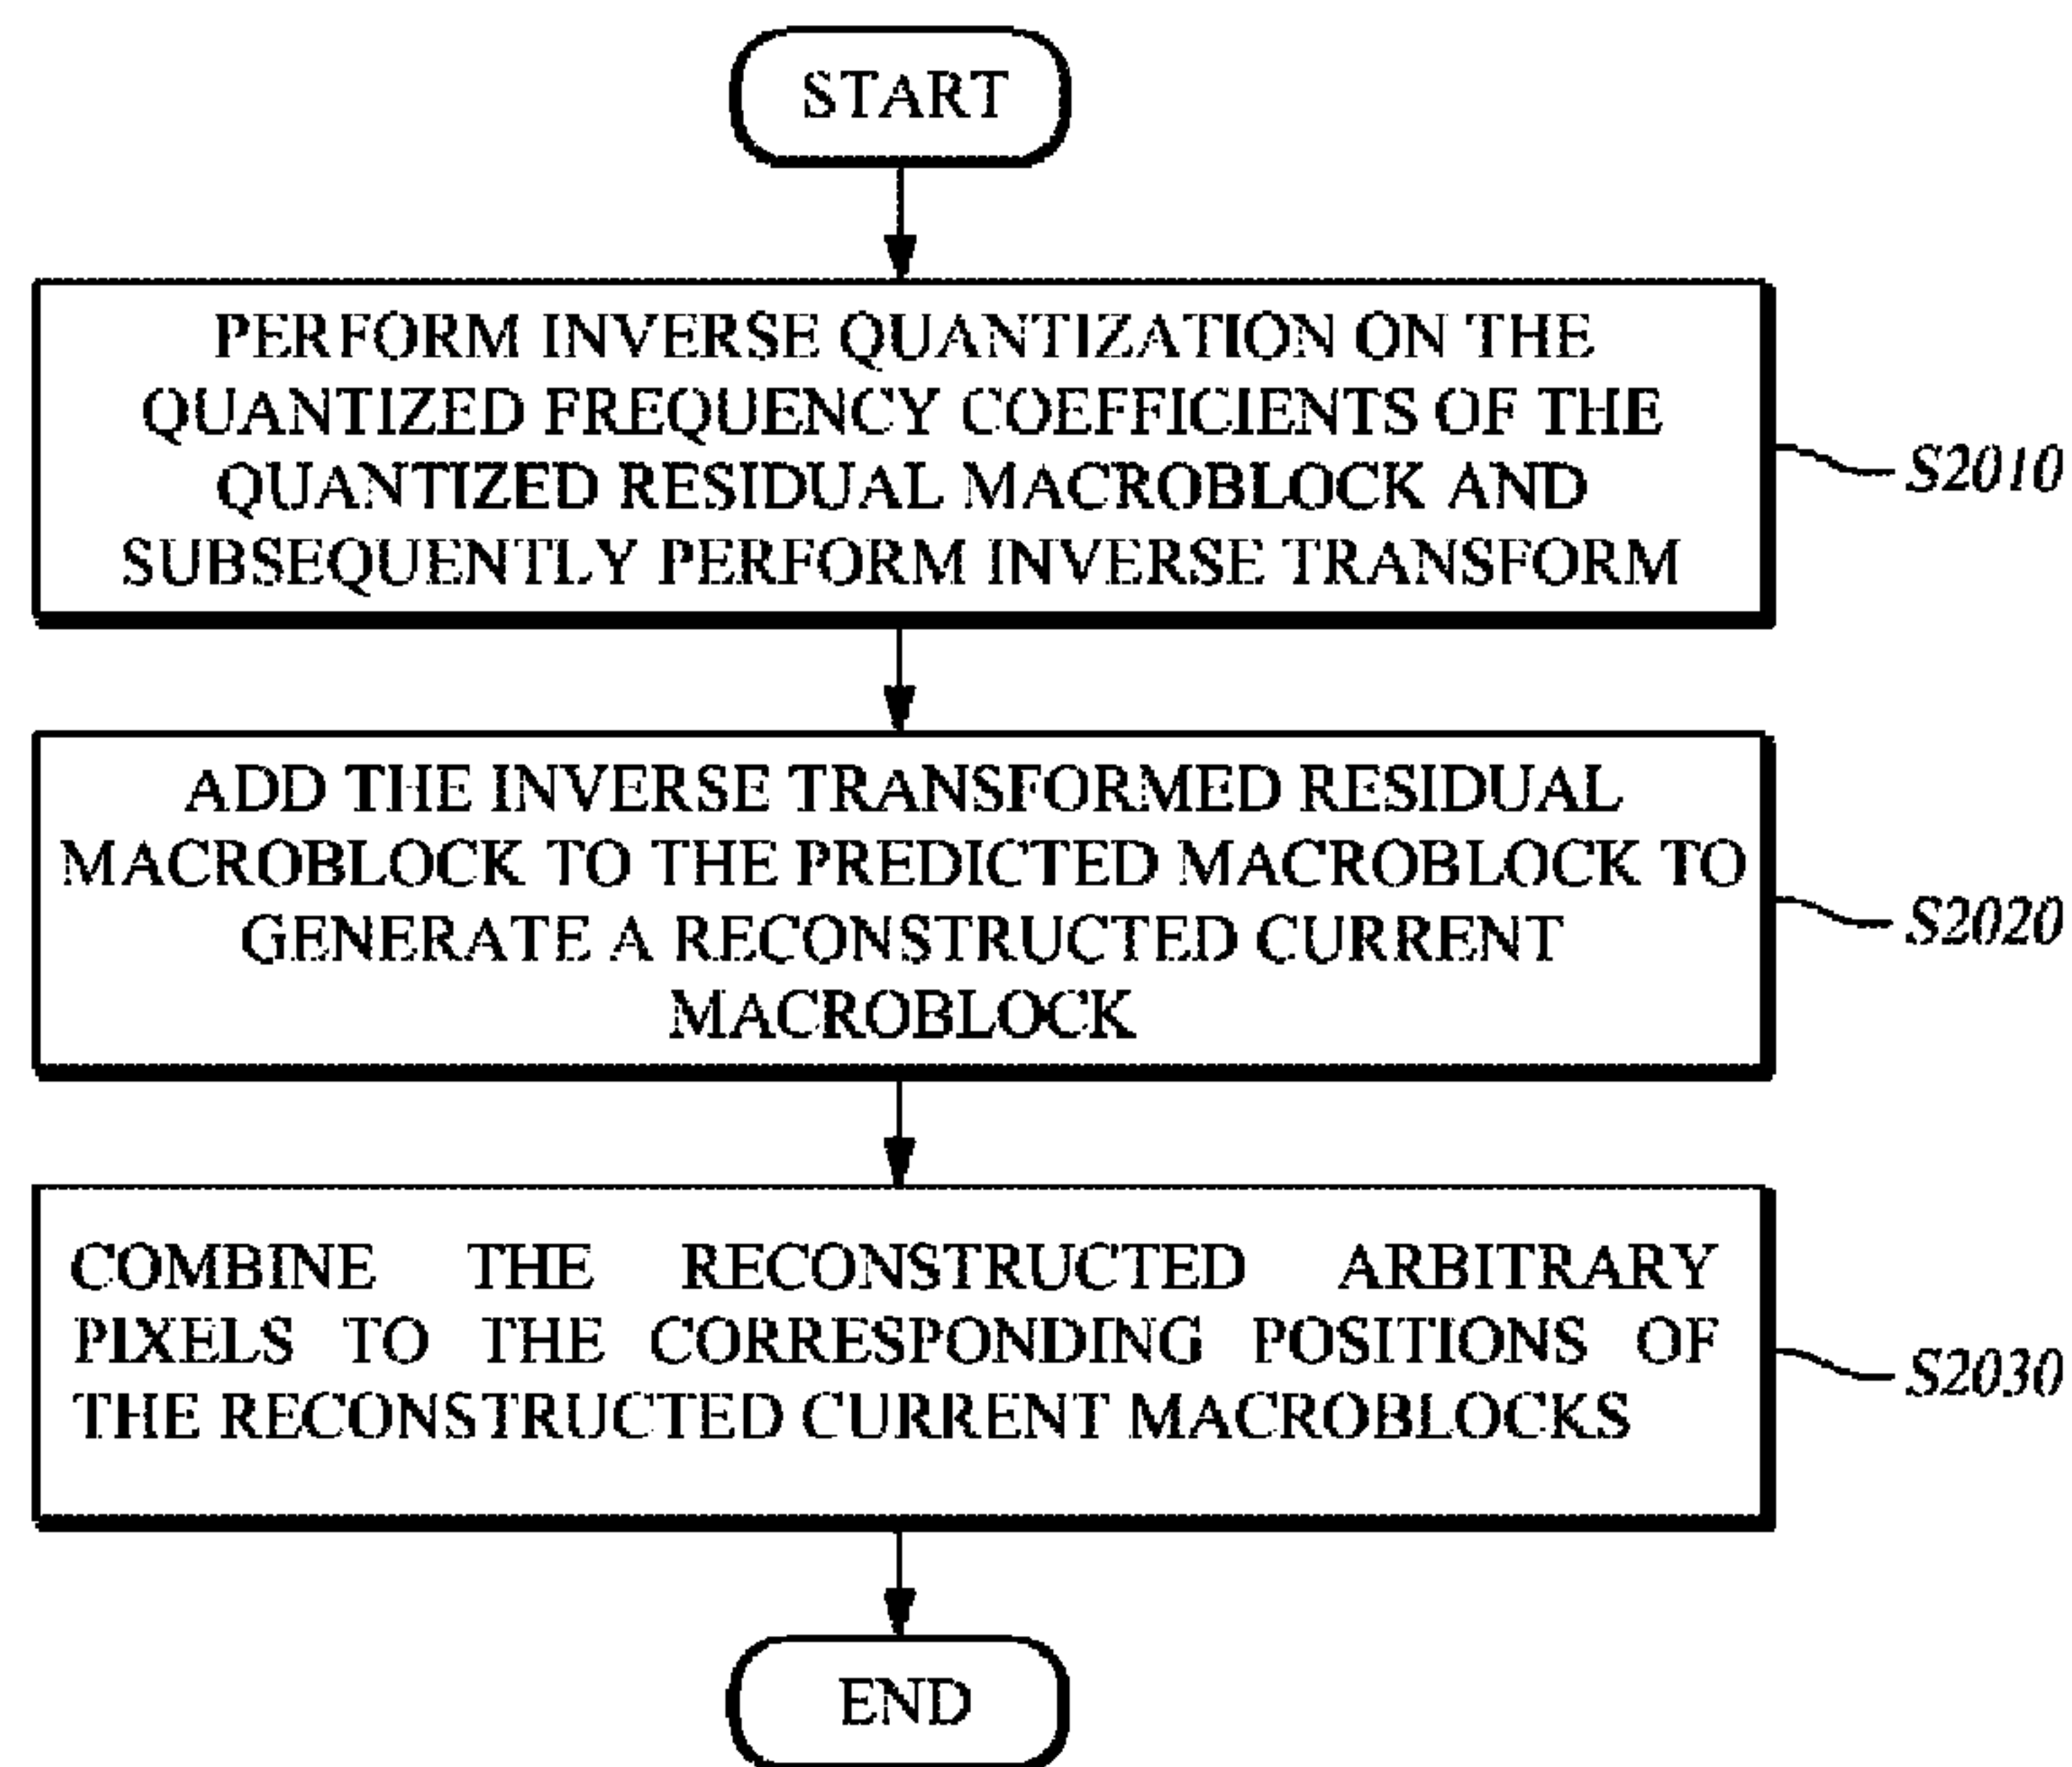 START
PERFORM INVERSE QUANTIZATION ON THE
QUANTIZED FREQUENCY COEFFICIENTS OF THE
QUANTIZED RESIDUAL MACROBLOCK AND
SUBSEQUENTLY PERFORM INVERSE TRANSFORM
S2010
ADD THE INVERSE TRANSFORMED RESIDUAL
MACROBLOCK TO THE PREDICTED MACROBLOCK TO
GENERATE A RECONSTRUCTED CURRENT
MACROBLOCK
S2020
COMBINE THE RECONSTRUCTED ARBITRARY
PIXELS TO THE CORRESPONDING POSITIONS OF
THE RECONSTRUCTED CURRENT MACROBLOCKS
S2030
END